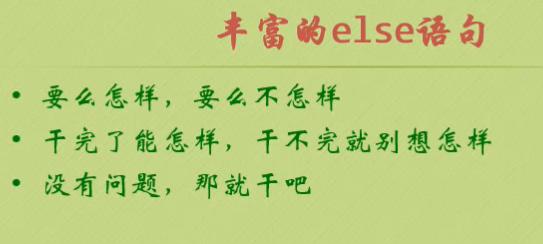 丰富的else语句
• 要么怎样，要么不怎样
• 干完了能怎样，干不完就别想怎样
• 没有问题，那就干吧